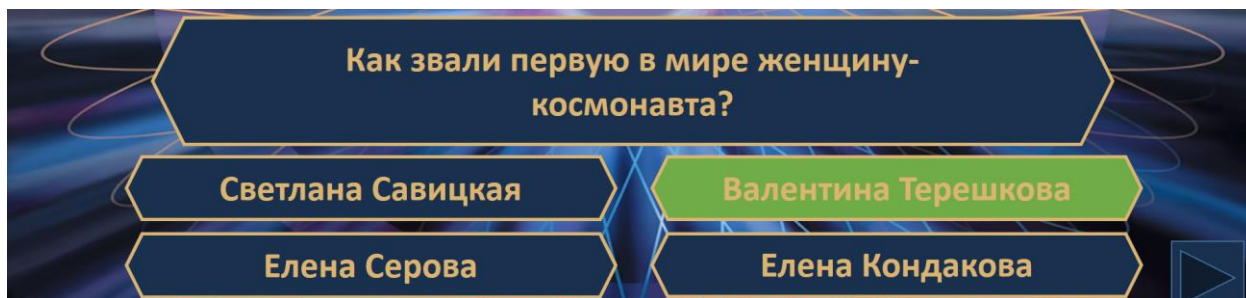 Как звали первую в мире женщину-
космонавта?
Светлана Савицкая
Валентина Терешкова
Елена Серова
Елена Кондакова